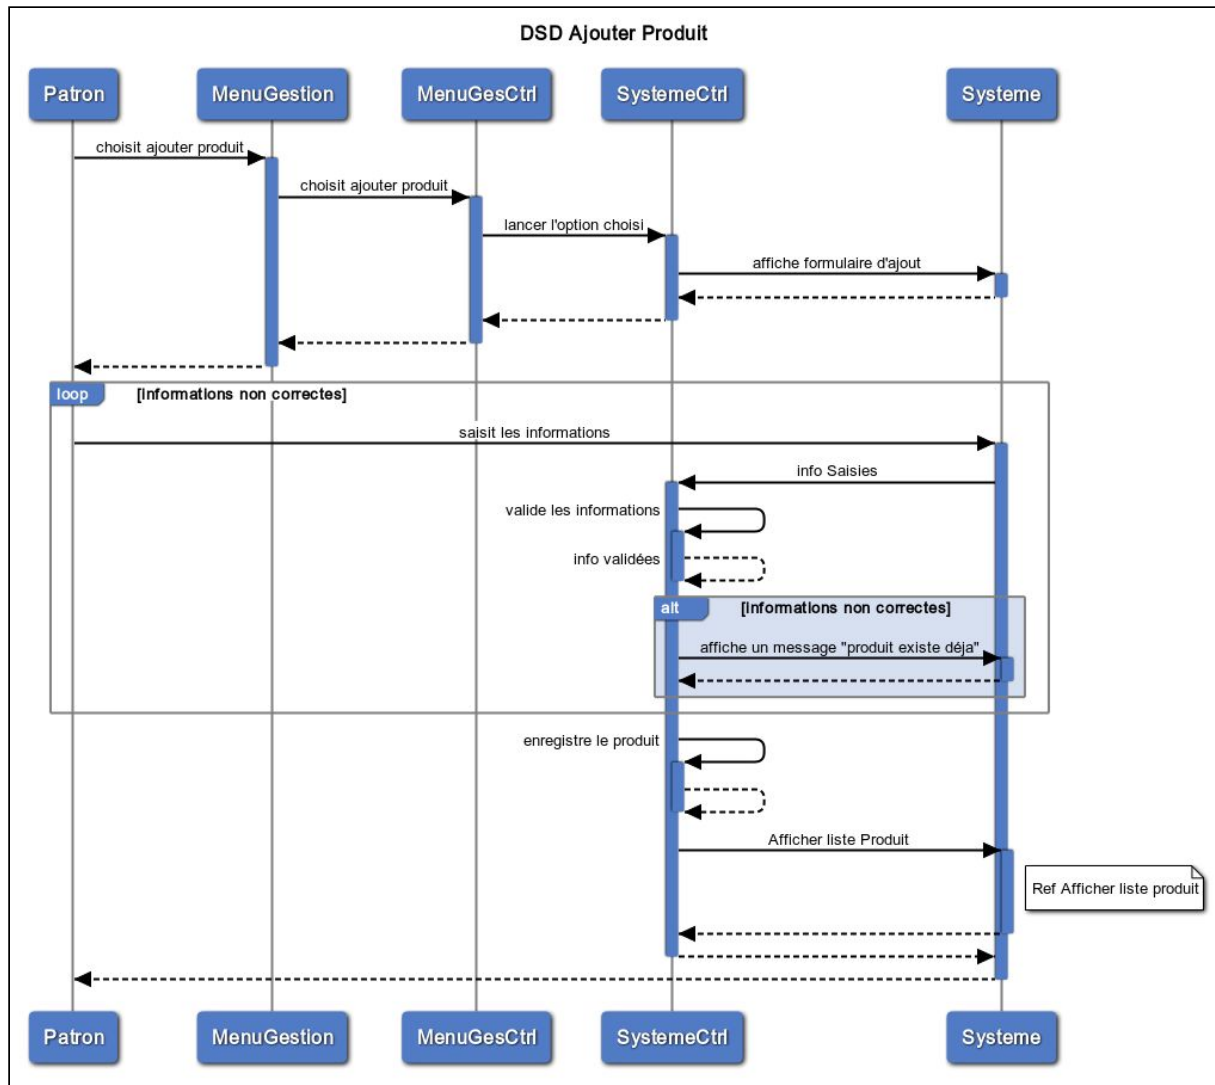 DSD Ajouter Produit
Patron
MenuGestion
MenuGesCtrl
SystemeCtrl
Systeme
choisit ajouter produit
choisit ajouter produit
lancer l'option choisi
affiche formulaire d'ajout
loop
[Informations non correctes]
saisit les informations
info Saisies
valide les informations
info validées
alt
[Informations non correctes]
affiche un message "produit existe déja"
enregistre le produit
Afficher liste Produit
Ref Afficher liste produit
Patron
MenuGestion
MenuGesCtrl
SystemeCtrl
Systeme